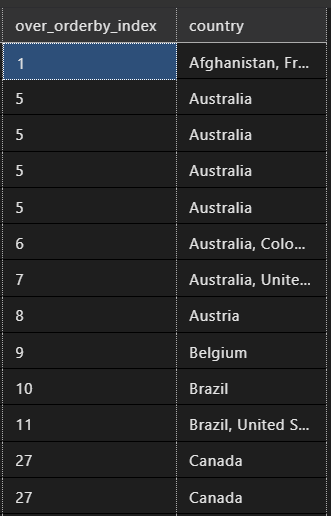 over_orderby_index country
1 Afghanistan, Fr...
5 Australia
5 Australia
5 Australia
5 Australia
6 Australia, Colo...
7 Australia, Unite...
8 Austria
9 Belgium
10 Brazil
11 Brazil, United S...
27 Canada
27 Canada